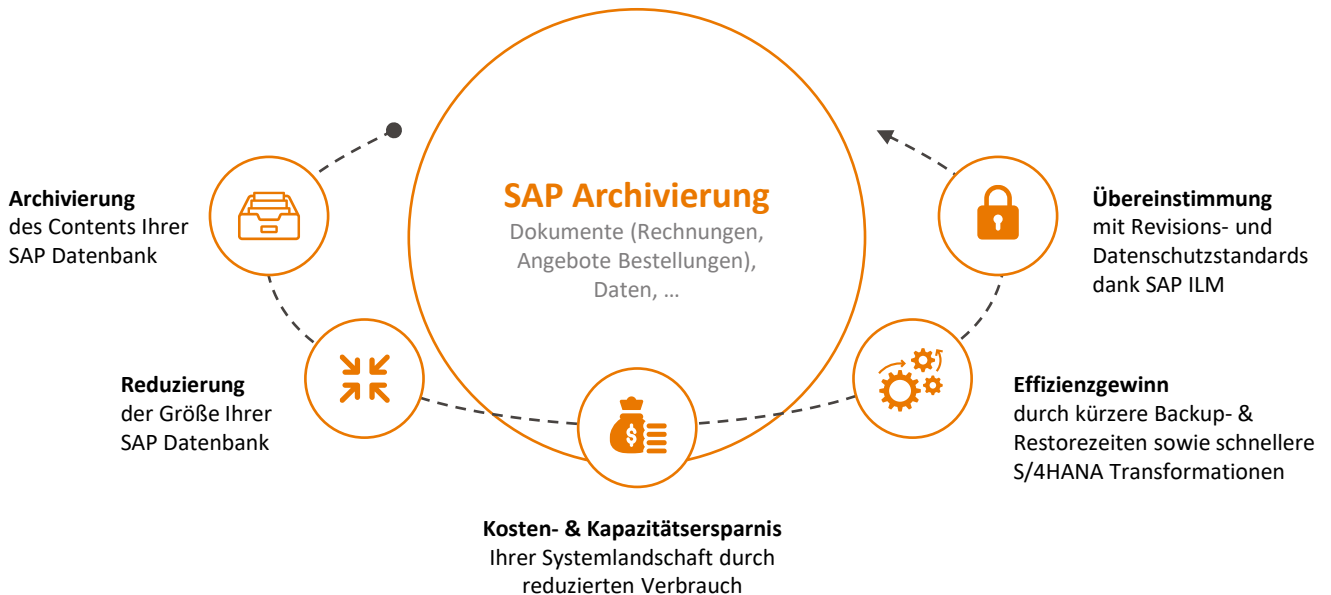 SAP Archivierung
Dokumente (Rechnungen,
Angebote Bestellungen),
Daten, ...
Archivierung
des Contents Ihrer
SAP Datenbank
Reduzierung
der Größe Ihrer
SAP Datenbank
$
Kosten- & Kapazitätsersparnis
Ihrer Systemlandschaft durch
reduzierten Verbrauch
Effizienzgewinn
durch kürzere Backup- &
Restorezeiten sowie schnellere
S/4HANA Transformationen
Übereinstimmung
mit Revisions- und
Datenschutzstandards
dank SAP ILM